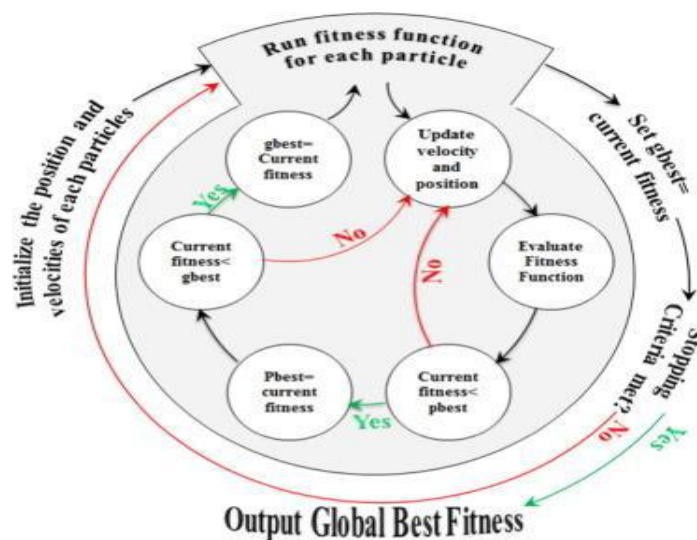 Run fitness function
for each particle
Initialize the position and
velocities of each particles
gbest=
Current
fitness
Update
velocity
and
position
Set gbest=
current fitness
Yes
No
Current
fitness<
gbest
No
Evaluate
Fitness
Function
Pbest=
current
fitness
Yes
Current
fitness<
pbest
Stopping
Criteria met?
No
Yes
Output Global Best Fitness